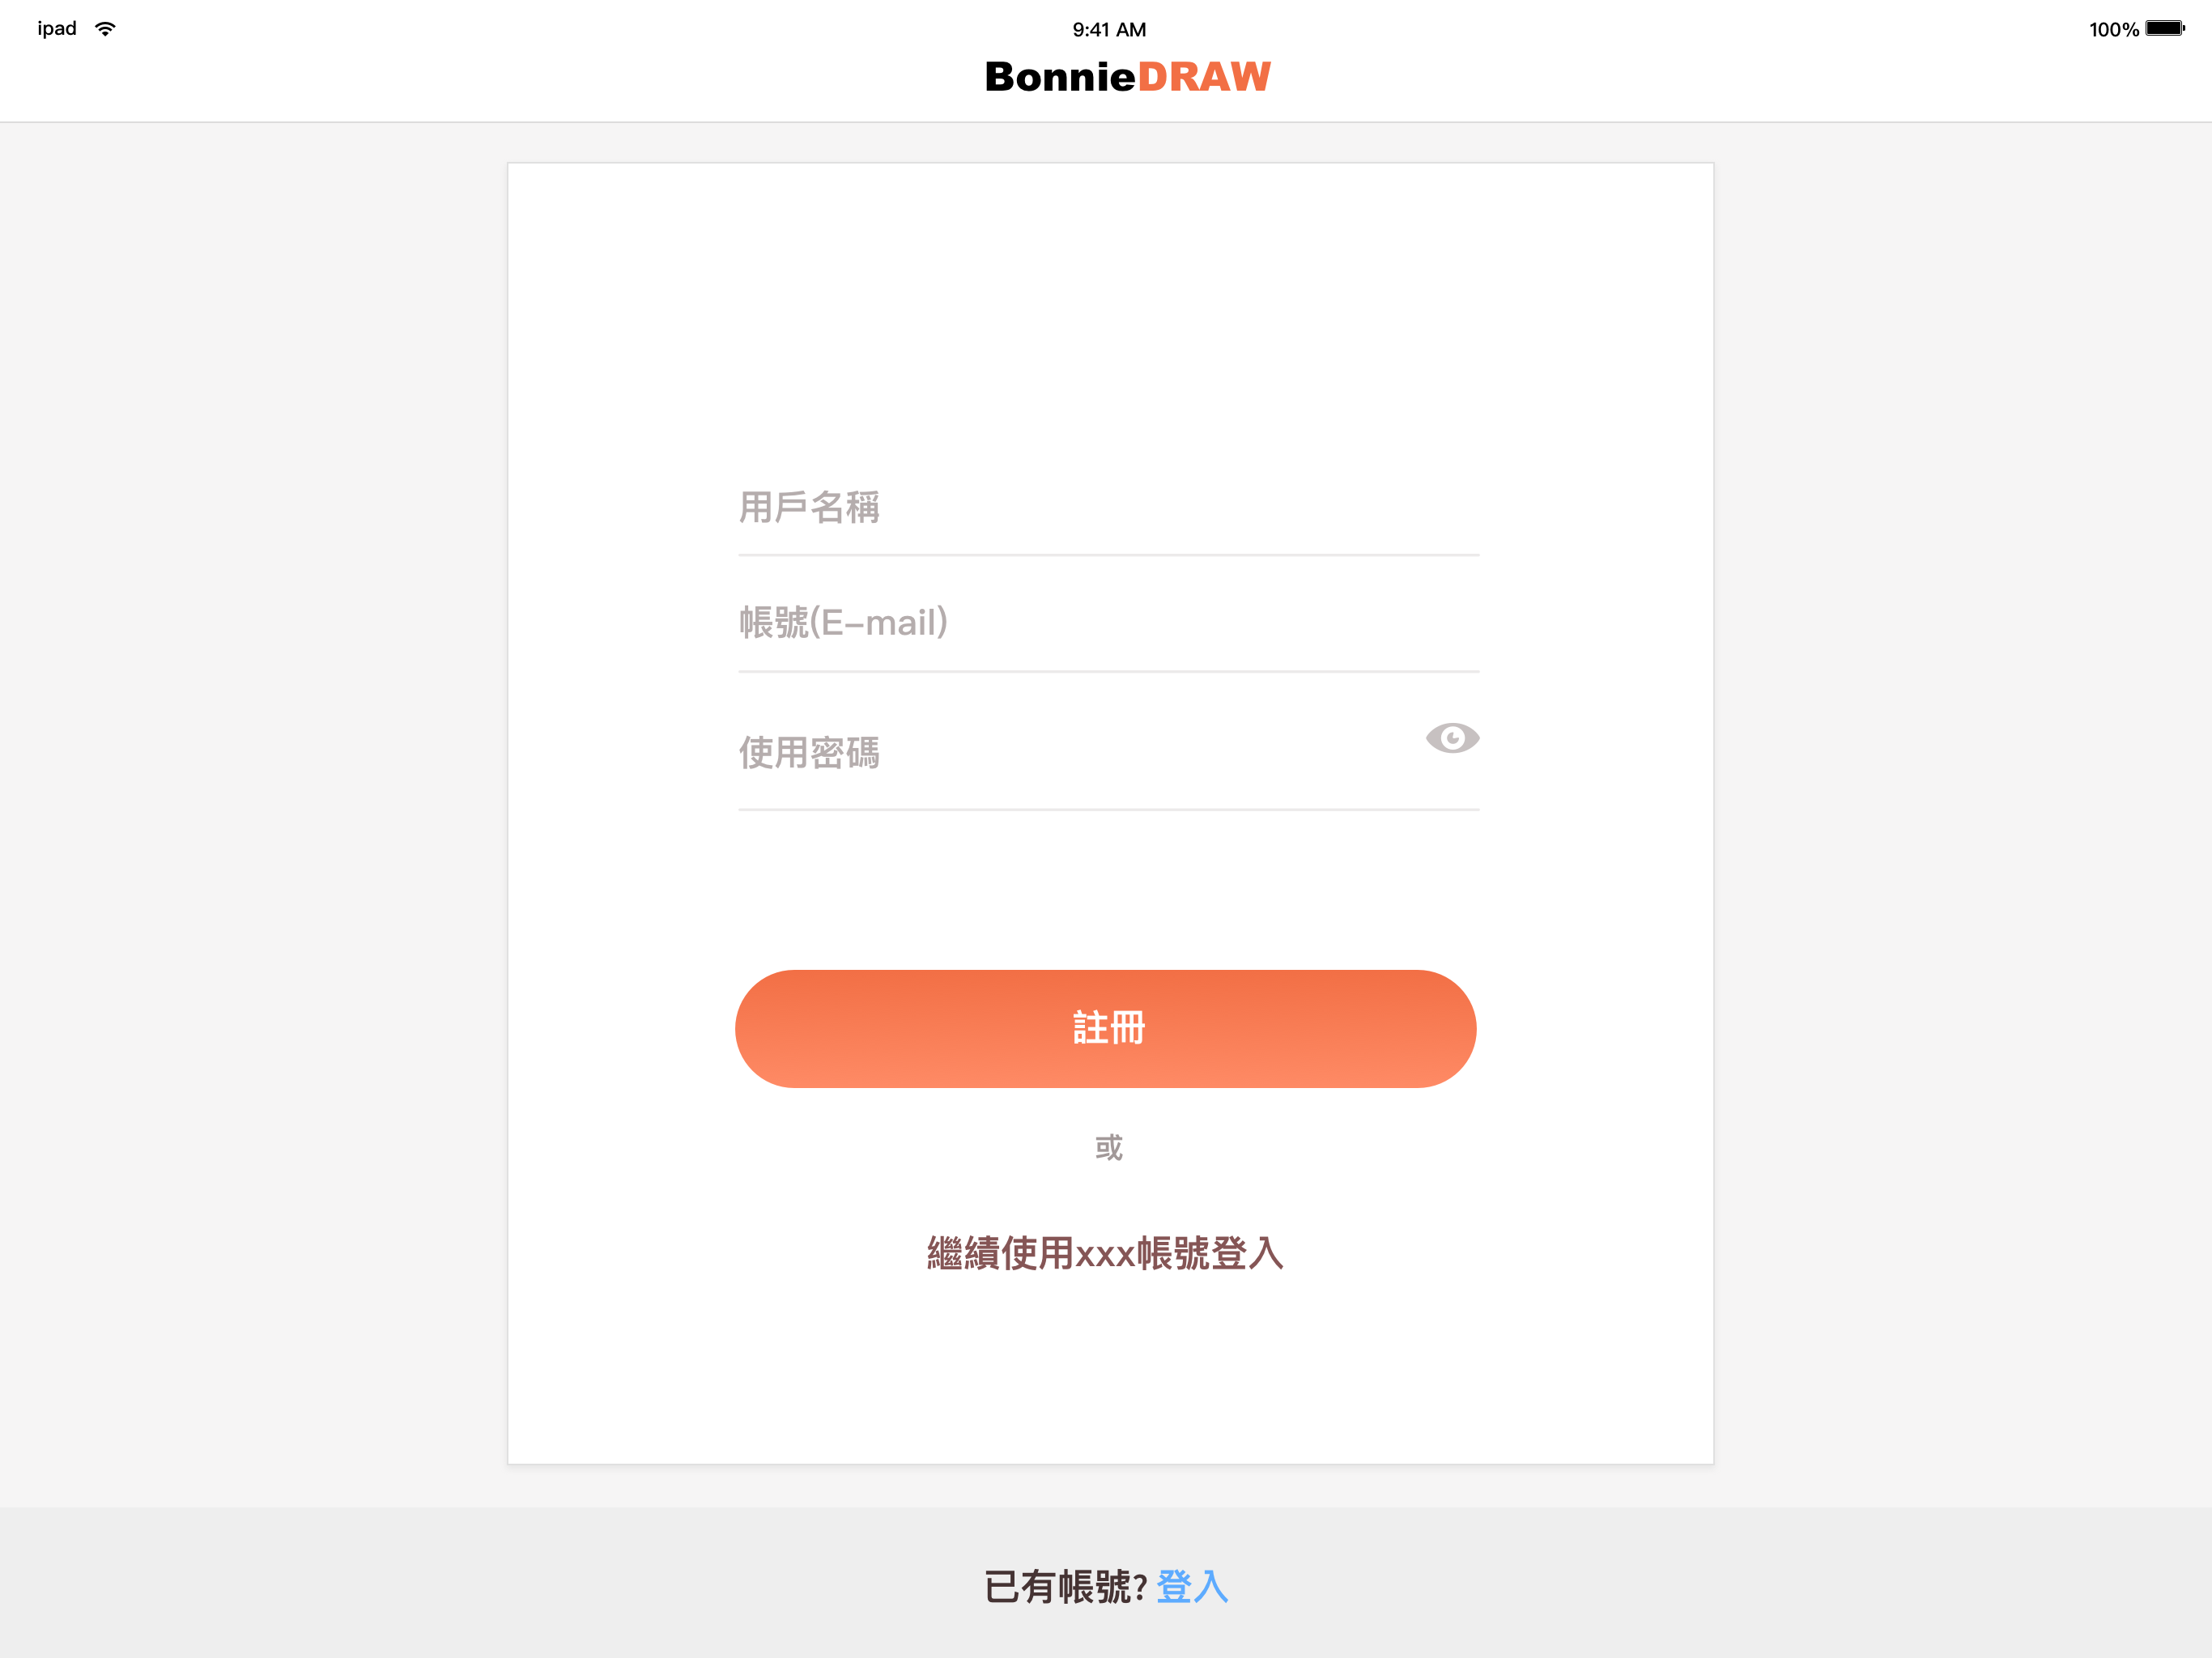 ipad 9:41 AM 100%
BonnieDRAW
用戶名稱
帳號(E-mail)
使用密碼
註冊
或
繼續使用xxx帳號登入
已有帳號? 登入